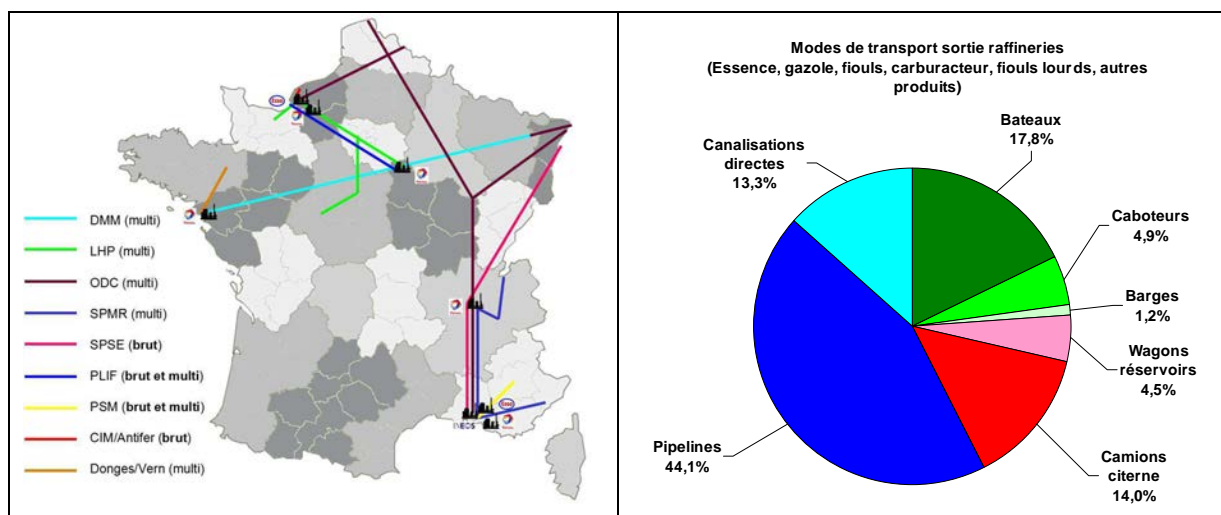 DMM (multi)
LHP (multi)
ODC (multi)
SPMR (multi)
SPSE (brut)
PLIF (brut et multi)
PSM (brut et multi)
CIM/Antifer (brut)
Donges/Vern (multi)
Esso
Esso
INEOS
Modes de transport sortie raffineries
(Essence, gazole, fiouls, carburacteur, fiouls lourds, autres
produits)
Bateaux
17,8%
Canalisations
directes
13,3%
Caboteurs
4,9%
Barges
1,2%
Wagons
réservoirs
4,5%
Pipelines
44,1%
Camions
citerne
14,0%